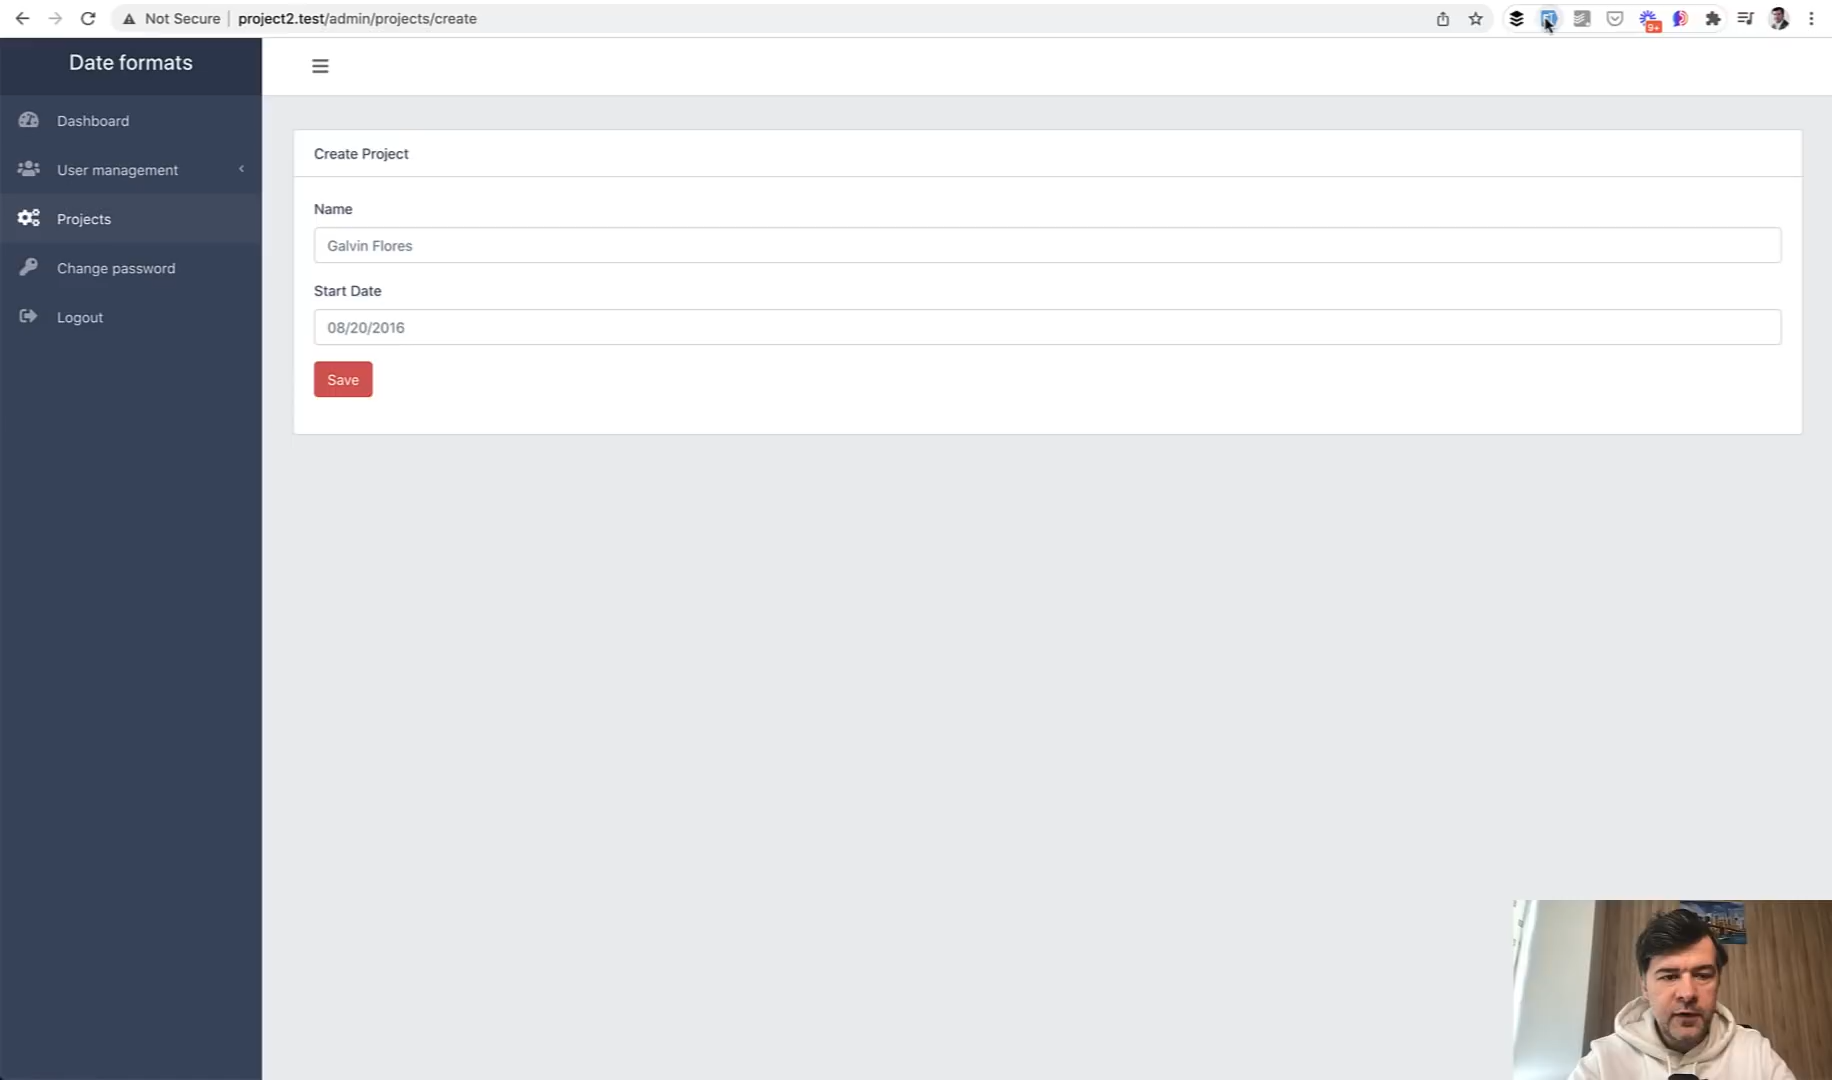 Not Secure
project2.test/admin/projects/create
9+
Date formats
Dashboard
User management
Projects
Change password
Logout
Create Project
Name
Galvin Flores
Start Date
08/20/2016
Save